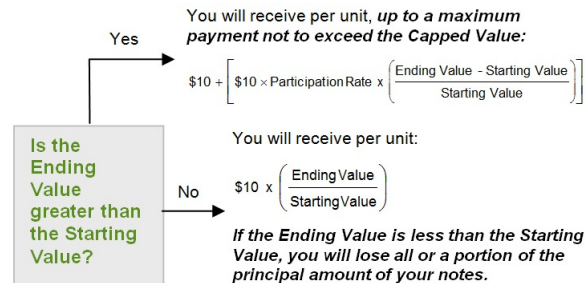 You will receive per unit, up to a maximum
payment not to exceed the Capped Value:
Yes
$10 + [ $10 × Participation Rate x ( Ending Value - Starting Value / Starting Value ) ]
Is the
Ending
Value
greater than
the Starting
Value?
No
You will receive per unit:
$10 x ( Ending Value / Starting Value )
If the Ending Value is less than the Starting
Value, you will lose all or a portion of the
principal amount of your notes.